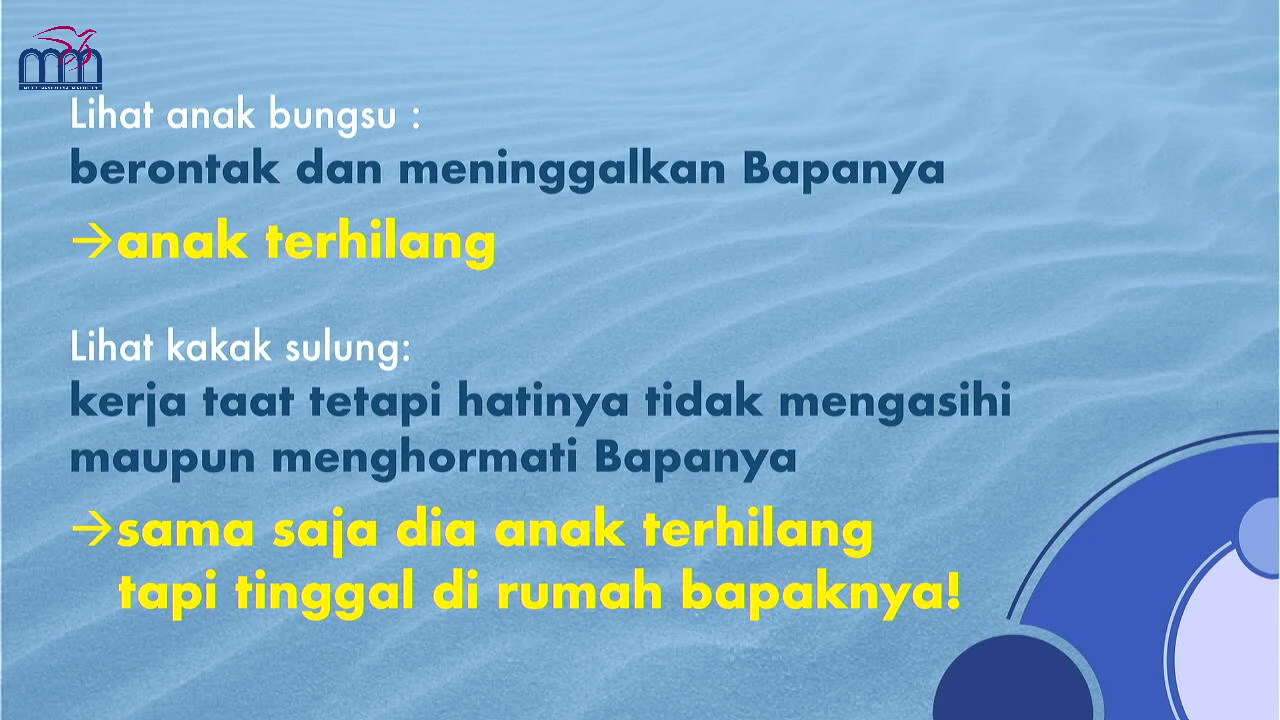 Lihat anak bungsu :
berontak dan meninggalkan Bapanya
→anak terhilang
Lihat kakak sulung:
kerja taat tetapi hatinya tidak mengasihi
maupun menghormati Bapanya
→sama saja dia anak terhilang
tapi tinggal di rumah bapaknya!